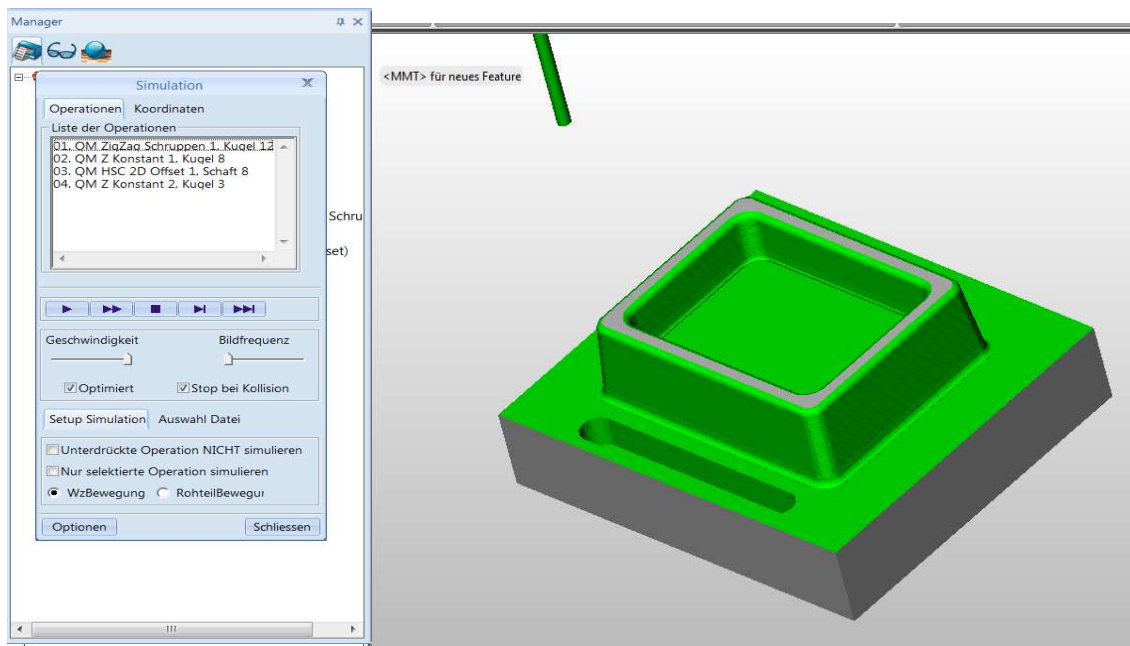 Manager
<MMT> für neues Feature
Simulation
Operationen Koordinaten
Liste der Operationen
01. QM ZigZag Schruppen 1, Kugel 12
02. QM Z Konstant 1, Kugel 8
03. QM HSC 2D Offset 1, Schaft 8
04. QM Z Konstant 2, Kugel 3
Schru
set)
Geschwindigkeit Bildfrequenz
Optimiert Stop bei Kollision
Setup Simulation Auswahl Datei
Unterdrückte Operation NICHT simulieren
Nur selektierte Operation simulieren
WzBewegung RohteilBewegur
Optionen Schliessen